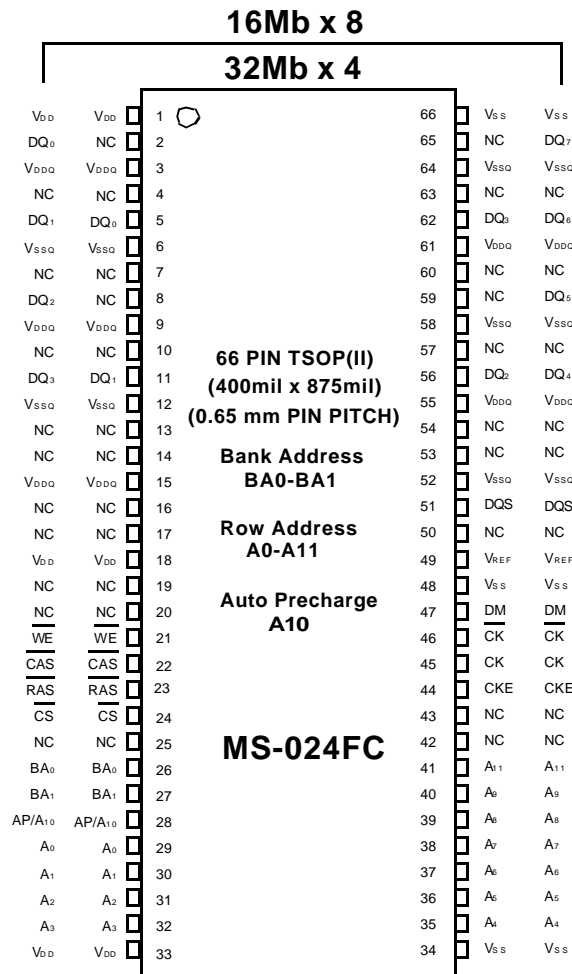 16Mb x 8
32Mb x 4
VDD VDD 1 66 VSS VSS
DQ0 NC 2 65 NC DQ7
VDDQ VDDQ 3 64 VSSQ VSSQ
NC NC 4 63 NC NC
DQ1 DQ0 5 62 DQ3 DQ6
VSSQ VSSQ 6 61 VDDQ VDDQ
NC NC 7 60 NC NC
DQ2 NC 8 59 NC DQ5
VDDQ VDDQ 9 58 VSSQ VSSQ
NC NC 10 57 NC NC
66 PIN TSOP(II)
DQ3 DQ1 11 56 DQ2 DQ4
(400mil x 875mil)
VSSQ VSSQ 12 55 VDDQ VDDQ
(0.65 mm PIN PITCH)
NC NC 13 54 NC NC
NC NC 14 53 NC NC
Bank Address
VDDQ VDDQ 15 52 VSSQ VSSQ
BA0-BA1
NC NC 16 51 DQS DQS
NC NC 17 50 NC NC
Row Address
VDD VDD 18 49 VREF VREF
A0-A11
NC NC 19 48 VSS VSS
Auto Precharge
NC NC 20 47 DM DM
A10
WE WE 21 46 CK CK
CAS CAS 22 45 CK CK
RAS RAS 23 44 CKE CKE
CS CS 24 43 NC NC
NC NC 25 42 NC NC
MS-024FC
BA0 BA0 26 41 A11 A11
BA1 BA1 27 40 A9 A9
AP/A10 AP/A10 28 39 A8 A8
A0 A0 29 38 A7 A7
A1 A1 30 37 A6 A6
A2 A2 31 36 A5 A5
A3 A3 32 35 A4 A4
VDD VDD 33 34 VSS VSS